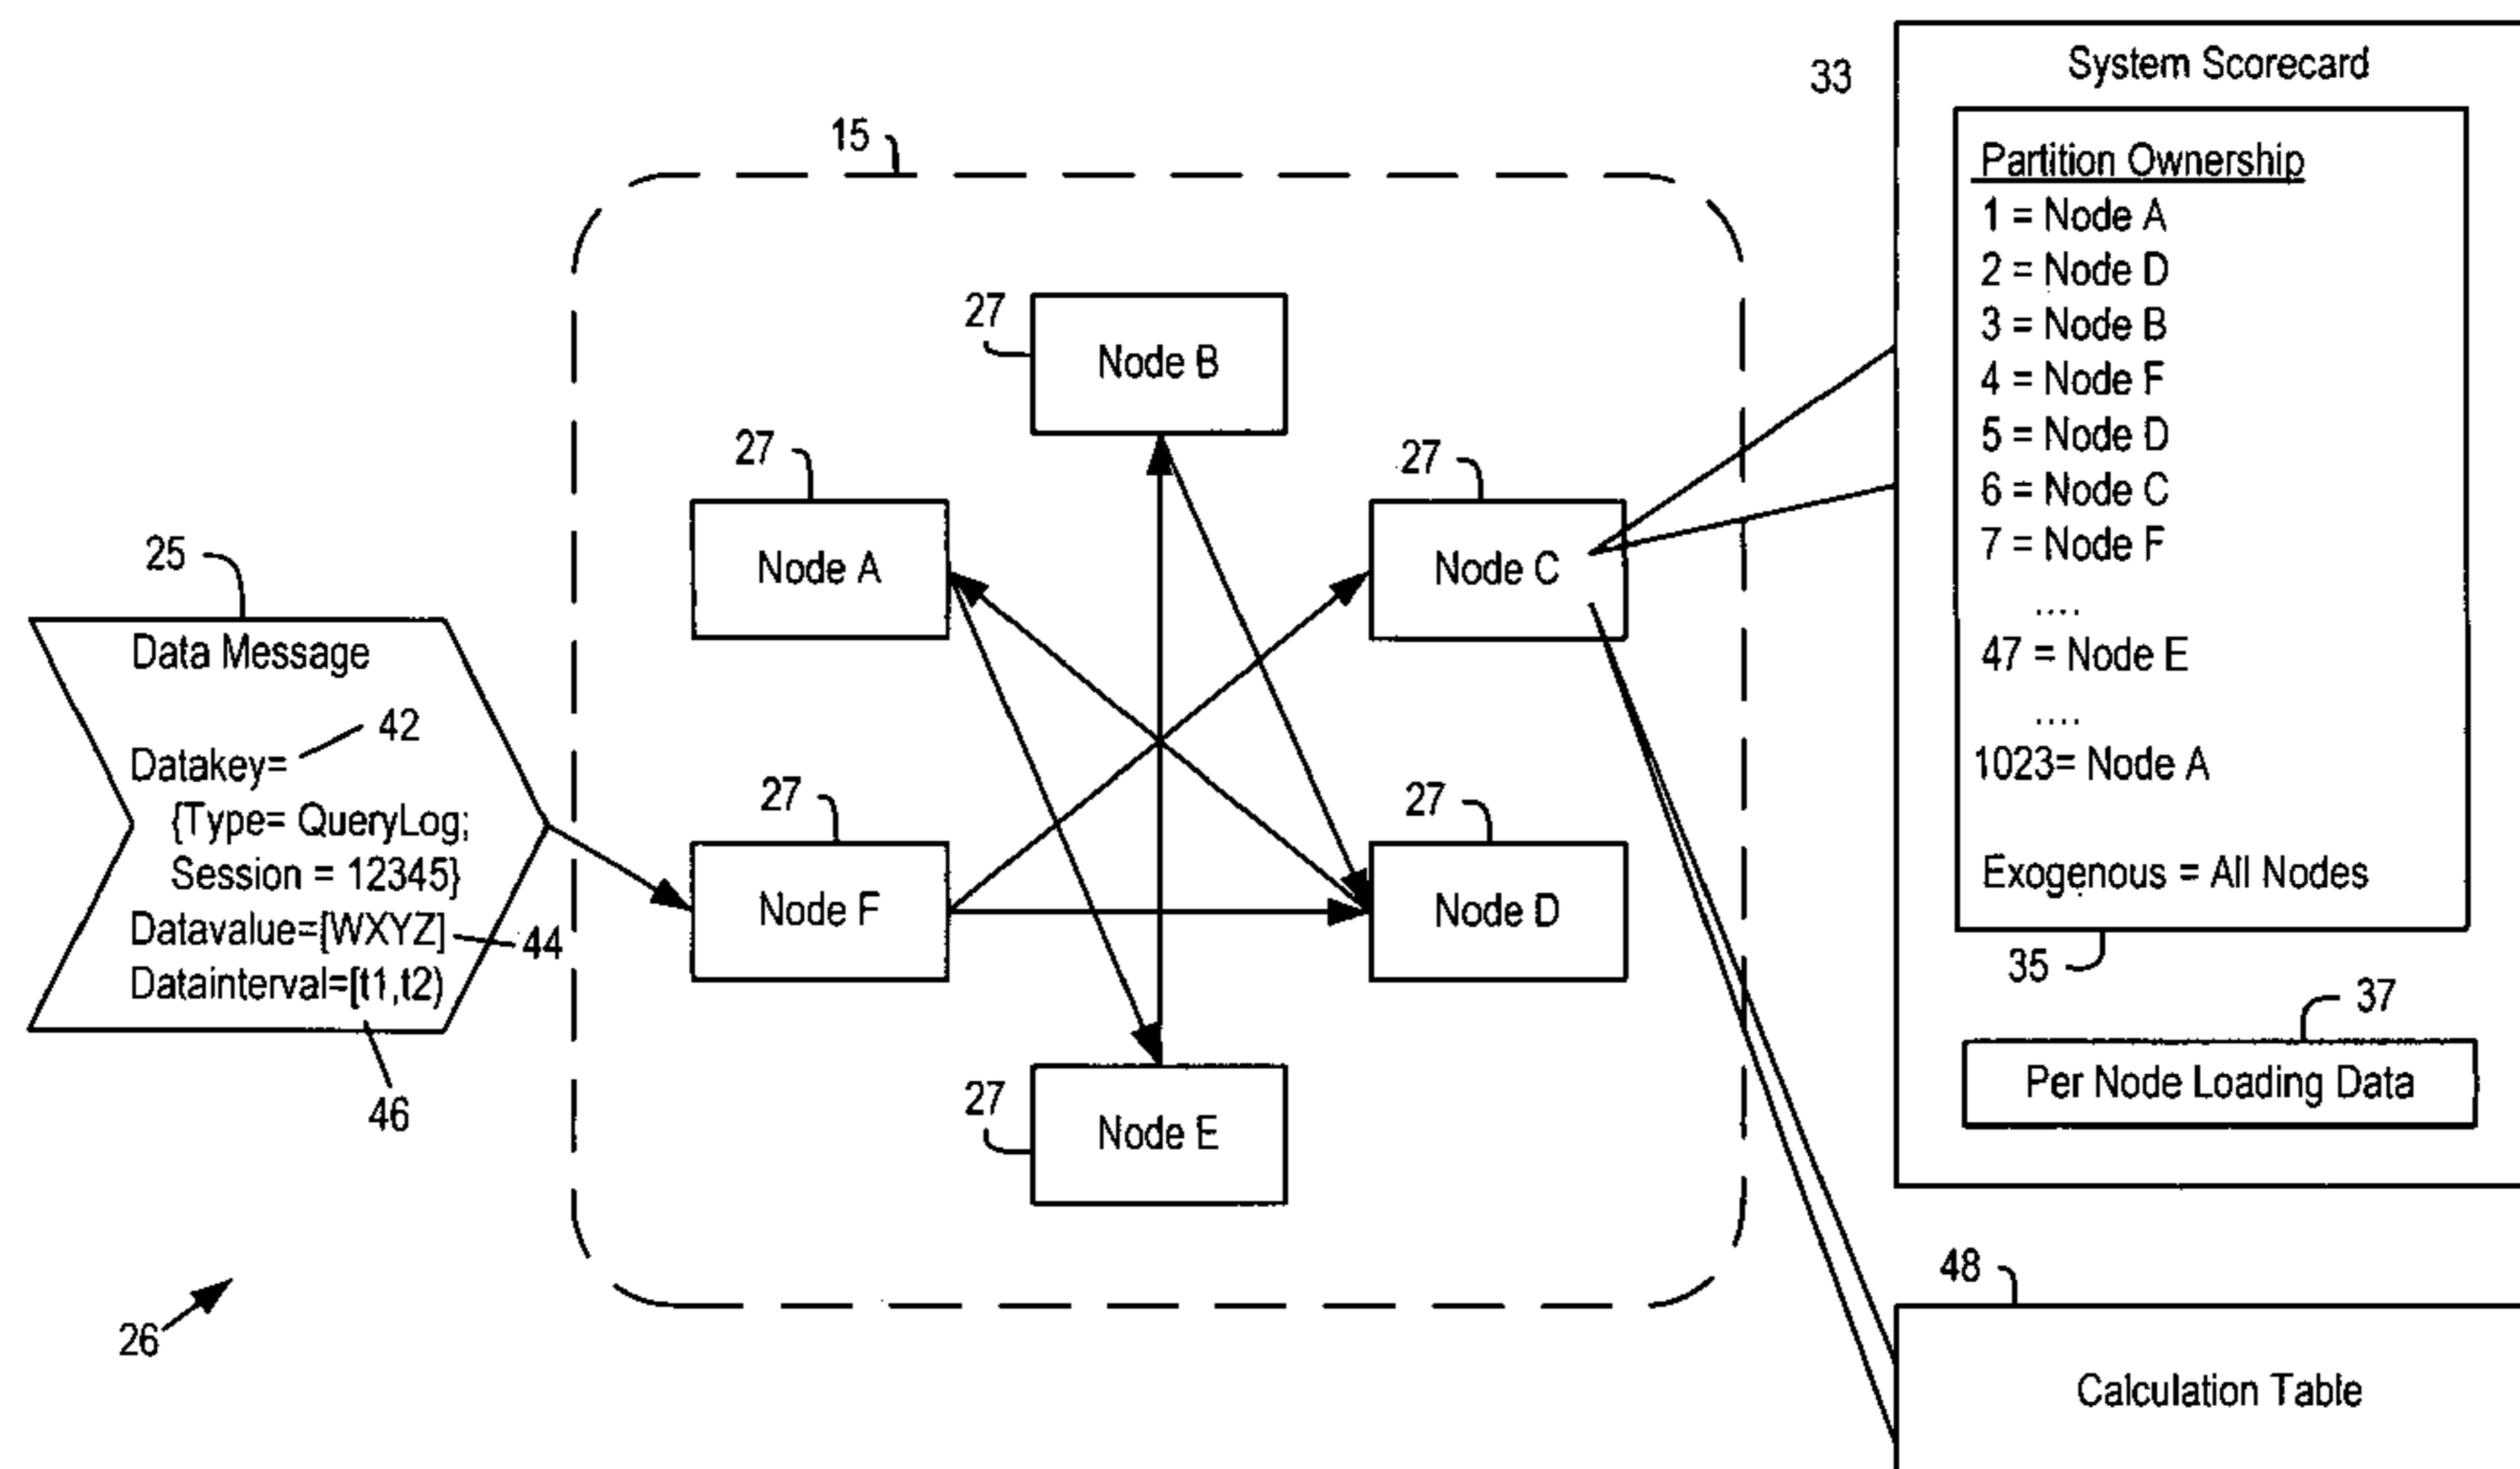 33
System Scorecard
Partition Ownership
1 = Node A
2 = Node D
3 = Node B
4 = Node F
5 = Node D
6 = Node C
7 = Node F
....
47 = Node E
....
1023= Node A
Exogenous = All Nodes
35
37
Per Node Loading Data
15
27
Node B
27
Node A
27
Node C
27
Node F
27
Node D
27
Node E
25
Data Message
42
Datakey=
{Type= QueryLog;
Session = 12345}
Datavalue=[WXYZ]
44
Datainterval=[t1,t2)
46
26
48
Calculation Table